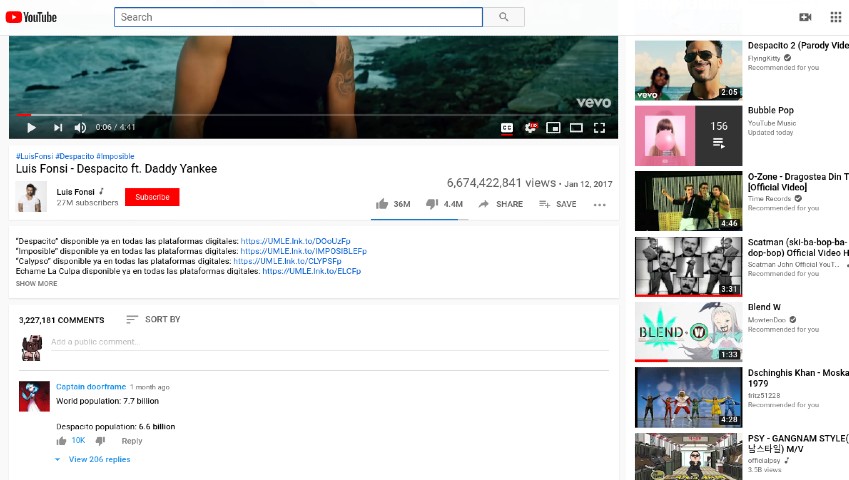 YouTube
Search
vevo
0:06 / 4:41
CC
#LuisFonsi #Despacito #Imposible
Luis Fonsi - Despacito ft. Daddy Yankee
6,674,422,841 views • Jan 12, 2017
Luis Fonsi
27M subscribers
Subscribe
36M
4.4M
SHARE
SAVE
"Despacito" disponible ya en todas las plataformas digitales: https://UMLE.lnk.to/DOoUzFp
"Imposible" disponible ya en todas las plataformas digitales: https://UMLE.lnk.to/IMPOSIBLEFp
"Calypso" disponible ya en todas las plataformas digitales: https://UMLE.lnk.to/CLYPSFp
Echame La Culpa disponible ya en todas las plataformas digitales: https://UMLE.lnk.to/ELCFp
SHOW MORE
3,227,181 COMMENTS
SORT BY
Add a public comment...
Captain doorframe 1 month ago
World population: 7.7 billion
Despacito population: 6.6 billion
10K
Reply
View 206 replies
vevo
2:05
Despacito 2 (Parody Vide
FlyingKitty
Recommended for you
156
Bubble Pop
YouTube Music
Updated today
4:46
O-Zone - Dragostea Din T
[Official Video]
Time Records
Recommended for you
3:31
Scatman (ski-ba-bop-ba-
dop-bop) Official Video H
Scatman John Official YouT...
Recommended for you
BLEND W
1:33
Blend W
MowtenDoo
Recommended for you
4:28
Dschinghis Khan - Moska
1979
fritz51228
Recommended for you
PSY - GANGNAM STYLE(
남스타일) M/V
officialpsy
3.5B views